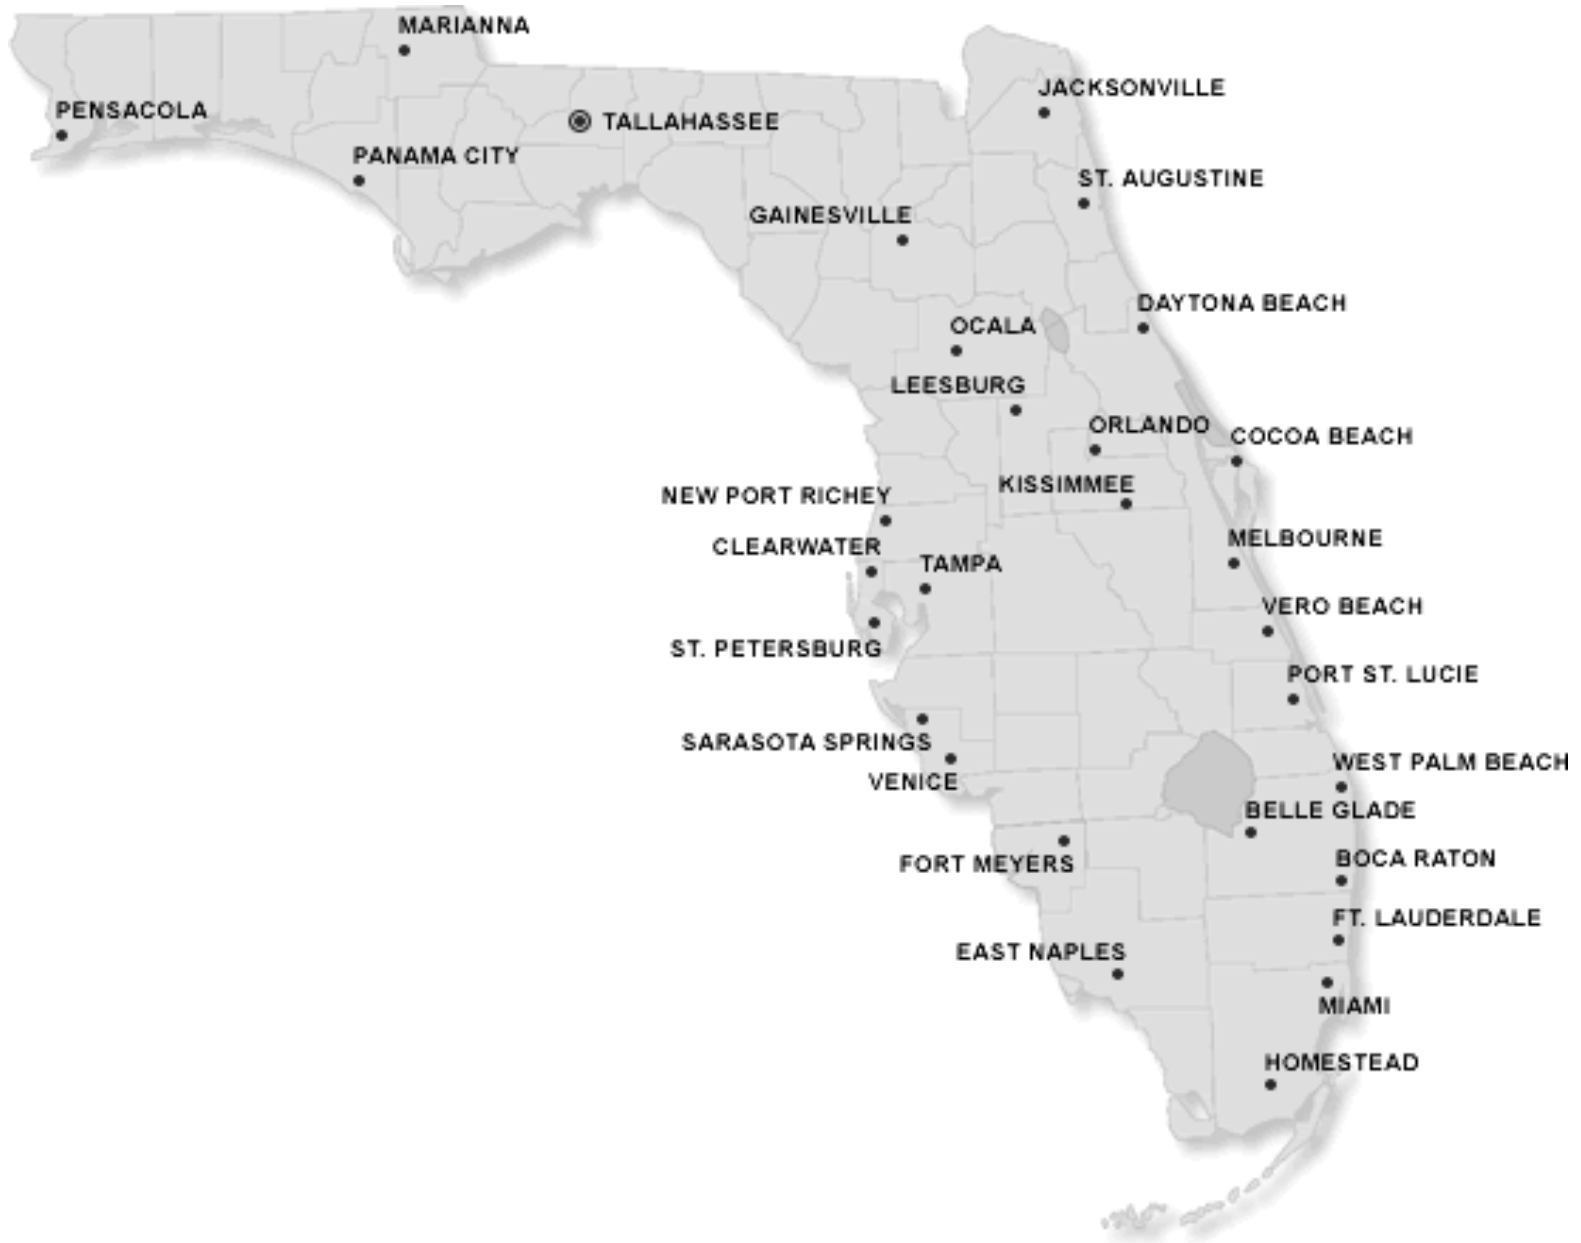 MARIANNA
JACKSONVILLE
PENSACOLA
TALLAHASSEE
PANAMA CITY
ST. AUGUSTINE
GAINESVILLE
DAYTONA BEACH
OCALA
LEESBURG
ORLANDO
COCOA BEACH
KISSIMMEE
NEW PORT RICHEY
MELBOURNE
CLEARWATER
TAMPA
VERO BEACH
ST. PETERSBURG
PORT ST. LUCIE
SARASOTA SPRINGS
WEST PALM BEACH
VENICE
BELLE GLADE
BOCA RATON
FORT MEYERS
FT. LAUDERDALE
EAST NAPLES
MIAMI
HOMESTEAD